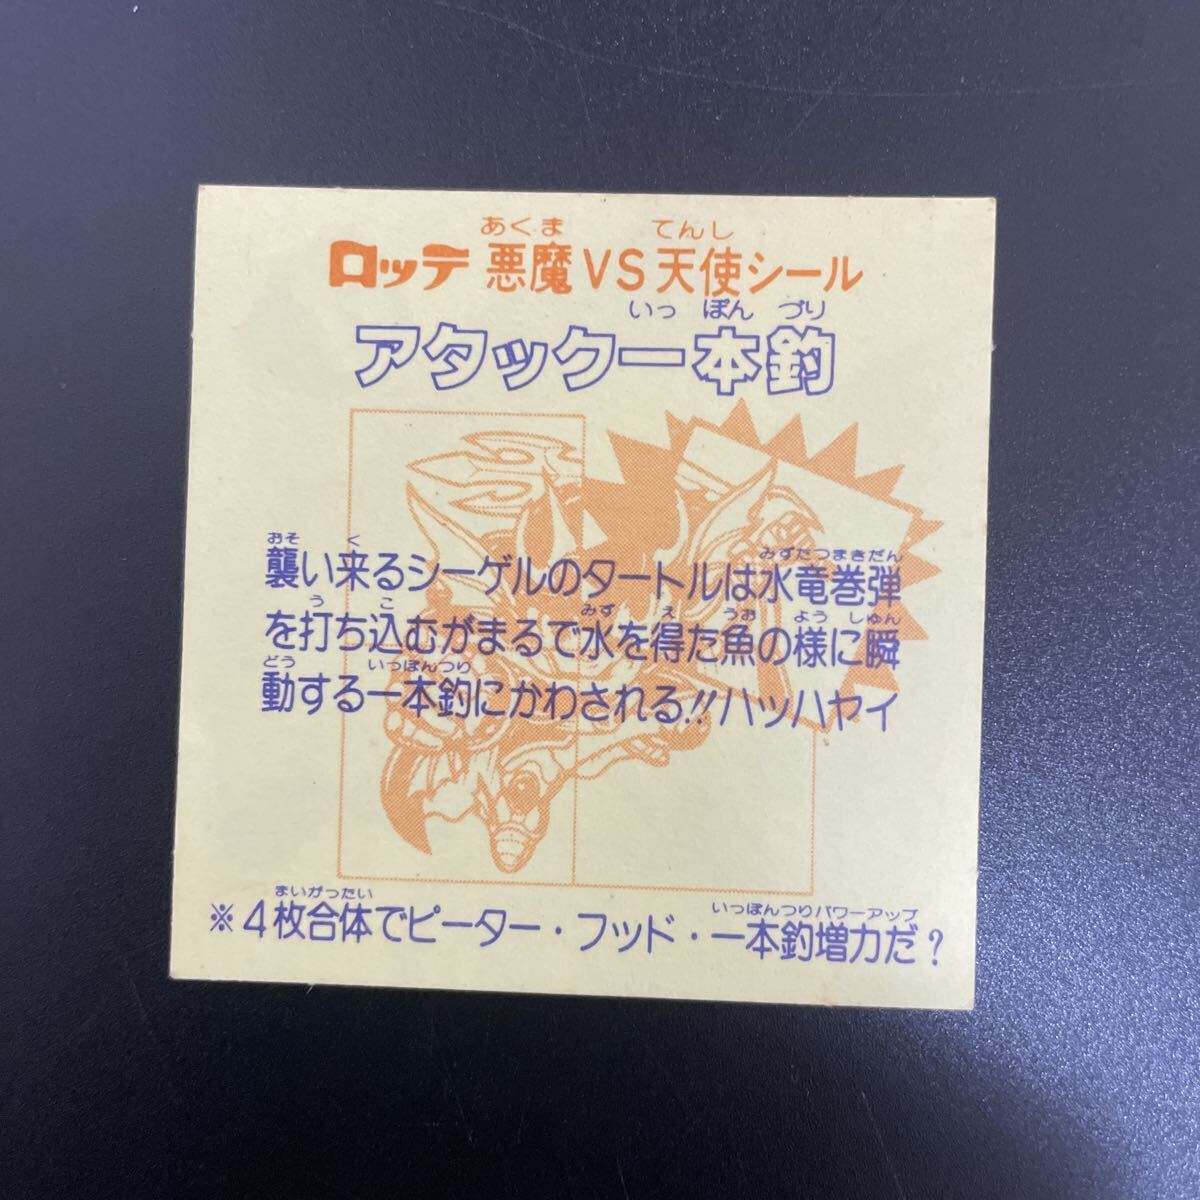 あくま てんし
ロッテ 悪魔VS天使シール
いっ ぽん づり
アタック一本釣
おそ く みずたつまきだん
襲い来るシーゲルのタートルは水竜巻弾
う こ みず え うお よう しゅん
を打ち込むがまるで水を得た魚の様に瞬
どう いっぽんつり
動する一本釣にかわされる!!ハッハヤイ
まいがったい いっぽんつりパワーアップ
※4枚合体でピーター・フッド・一本釣増力だ?